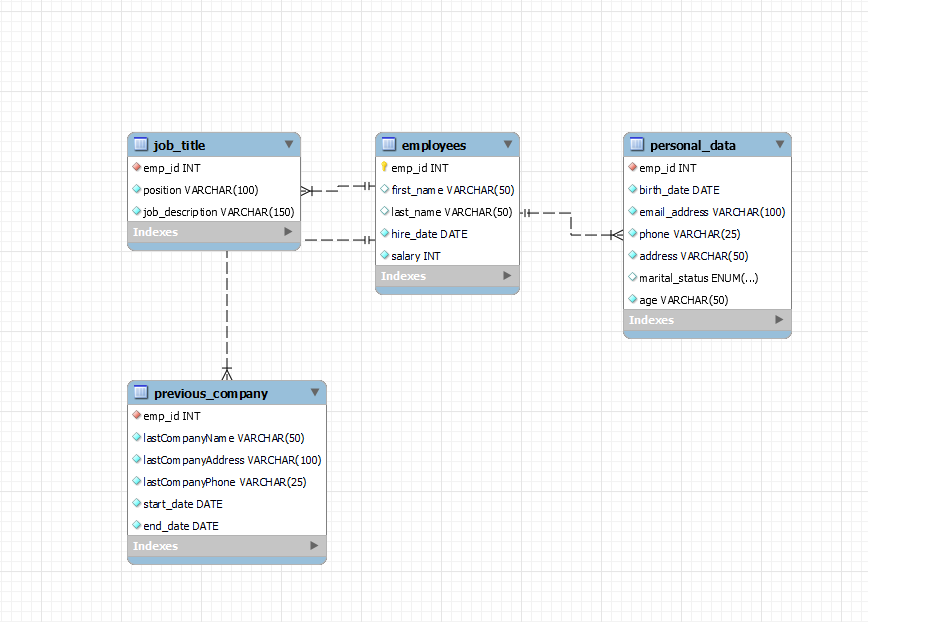 job_title
emp_id INT
position VARCHAR(100)
job_description VARCHAR(150)
Indexes
employees
emp_id INT
first_name VARCHAR(50)
last_name VARCHAR(50)
hire_date DATE
salary INT
Indexes
personal_data
emp_id INT
birth_date DATE
email_address VARCHAR(100)
phone VARCHAR(25)
address VARCHAR(50)
marital_status ENUM(...)
age VARCHAR(50)
Indexes
previous_company
emp_id INT
lastCompanyName VARCHAR(50)
lastCompanyAddress VARCHAR(100)
lastCompanyPhone VARCHAR(25)
start_date DATE
end_date DATE
Indexes